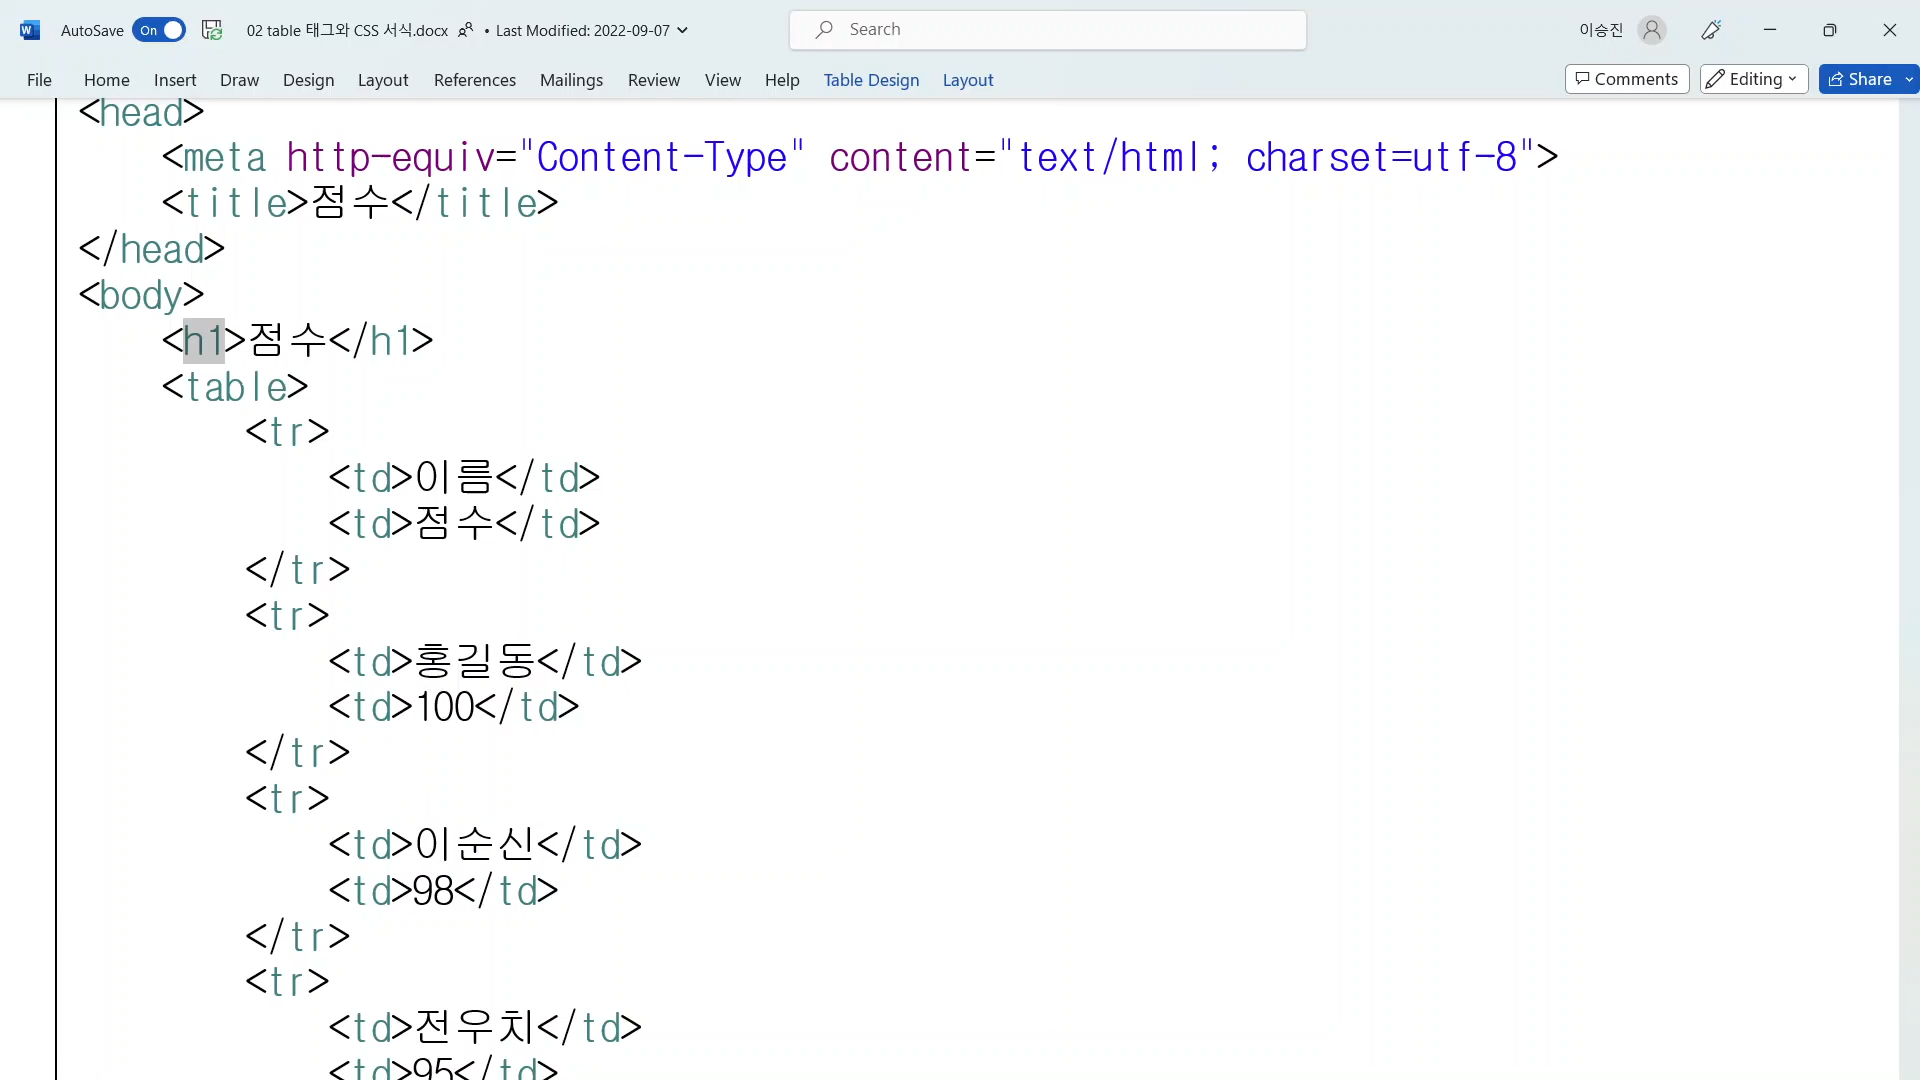 AutoSave On 02 table 태그와 CSS 서식.docx • Last Modified: 2022-09-07 Search 이승진
File Home Insert Draw Design Layout References Mailings Review View Help Table Design Layout Comments Editing Share
<head>
<meta http-equiv="Content-Type" content="text/html; charset=utf-8">
<title>점수</title>
</head>
<body>
<h1>점수</h1>
<table>
<tr>
<td>이름</td>
<td>점수</td>
</tr>
<tr>
<td>홍길동</td>
<td>100</td>
</tr>
<tr>
<td>이순신</td>
<td>98</td>
</tr>
<tr>
<td>전우치</td>
<td>95</td>